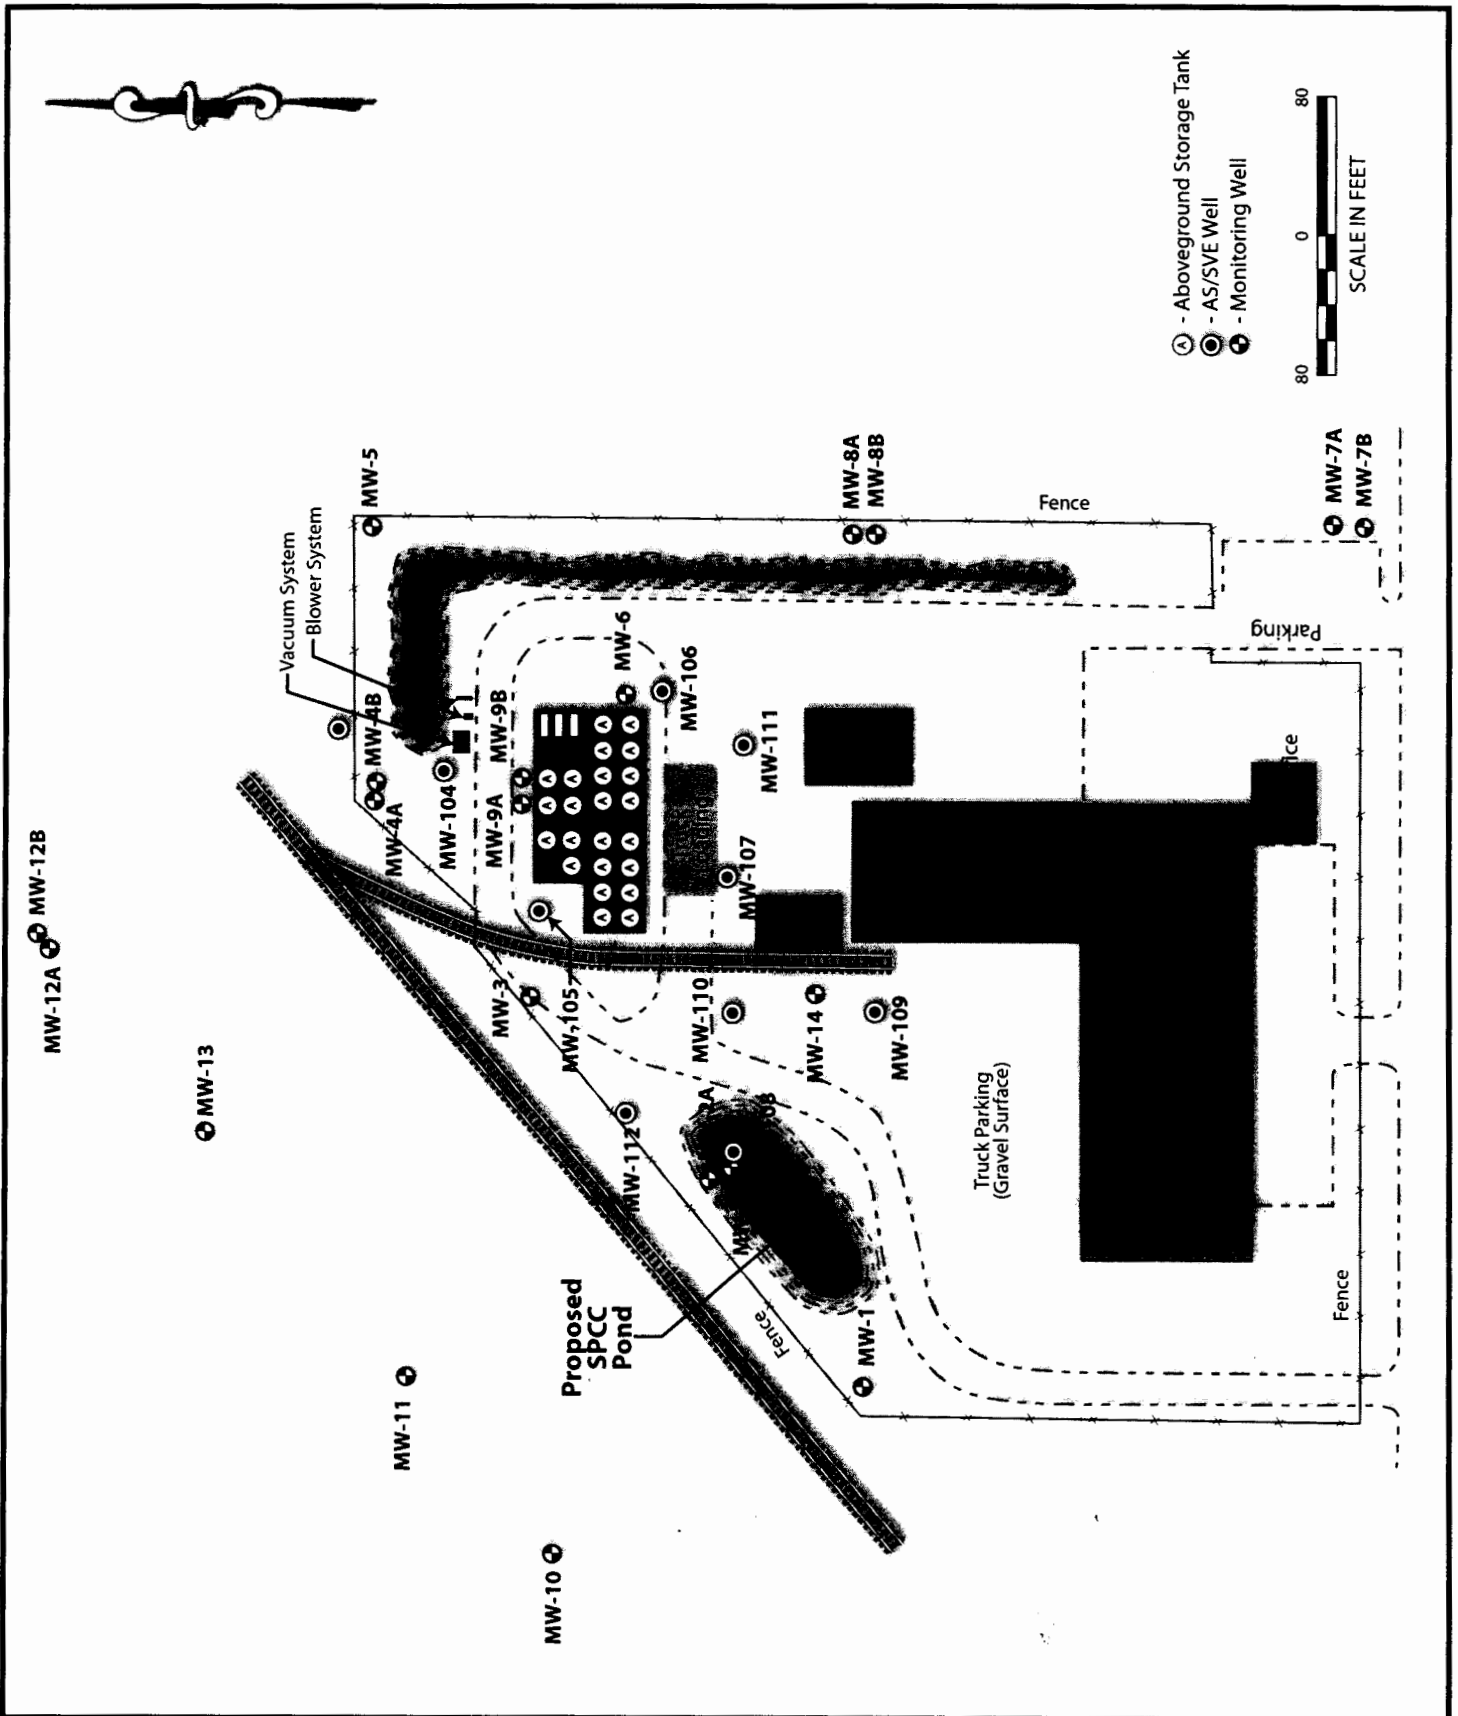 MW-12B
MW-12A
MW-13
MW-11
MW-10
Vacuum System
Blower System
MW-5
MW-4B
MW-4A
MW-104
MW-9B
MW-9A
MW-6
MW-106
MW-111
MW-107
MW-3
MW-105
MW-110
MW-14
MW-109
MW-112
MW-1
MW-8A
MW-8B
MW-7A
MW-7B
Fence
Parking
Proposed
SPCC
Pond
Fence
Truck Parking
(Gravel Surface)
Fence
A - Aboveground Storage Tank
- AS/SVE Well
- Monitoring Well
80 0 80
SCALE IN FEET